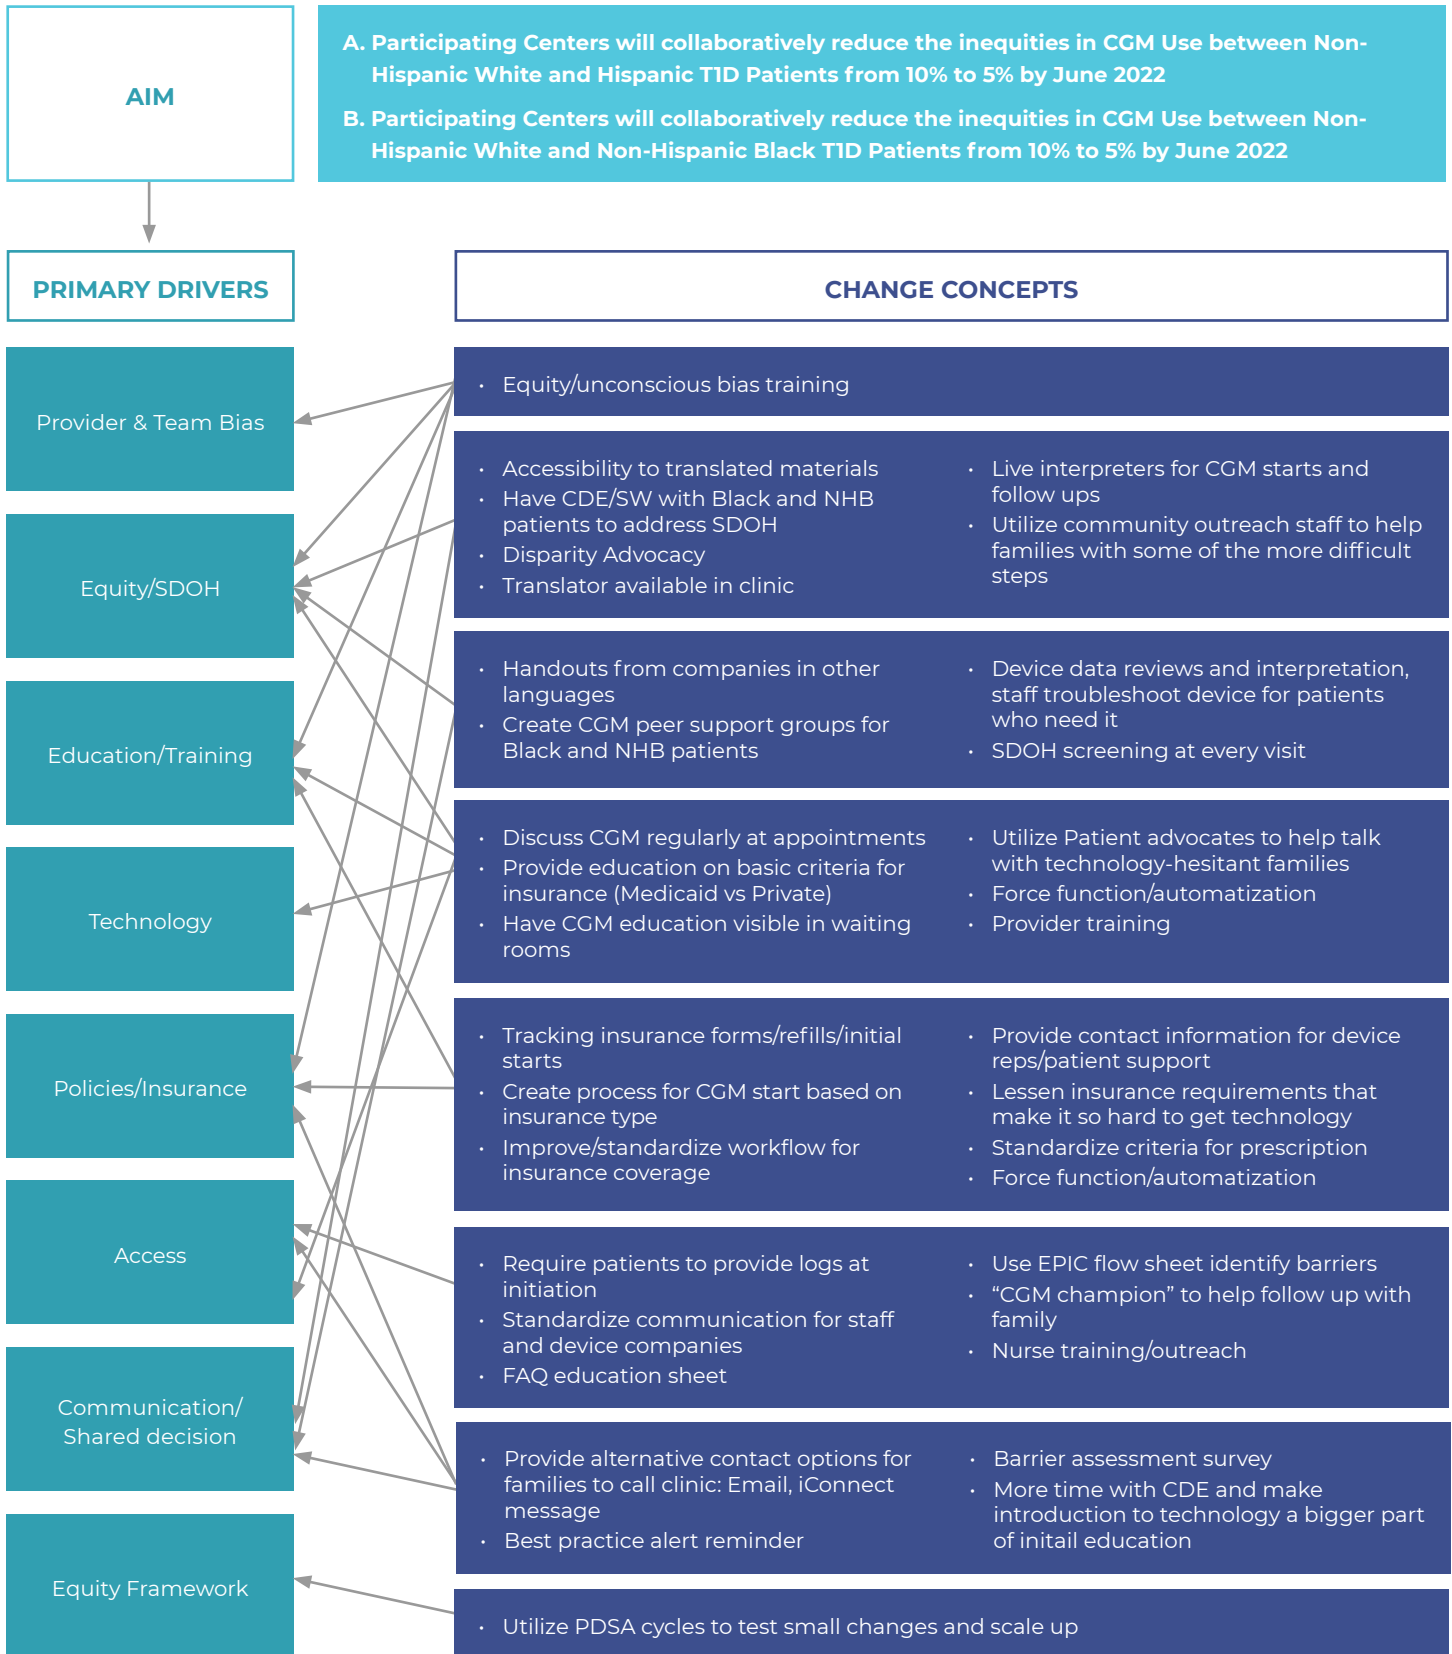 AIM
A. Participating Centers will collaboratively reduce the inequities in CGM Use between Non-
Hispanic White and Hispanic T1D Patients from 10% to 5% by June 2022
B. Participating Centers will collaboratively reduce the inequities in CGM Use between Non-
Hispanic White and Non-Hispanic Black T1D Patients from 10% to 5% by June 2022
PRIMARY DRIVERS
CHANGE CONCEPTS
Provider & Team Bias
Equity/SDOH
Education/Training
Technology
Policies/Insurance
Access
Communication/
Shared decision
Equity Framework
• Equity/unconscious bias training
• Accessibility to translated materials
• Have CDE/SW with Black and NHB
patients to address SDOH
• Disparity Advocacy
• Translator available in clinic
• Live interpreters for CGM starts and
follow ups
• Utilize community outreach staff to help
families with some of the more difficult
steps
• Handouts from companies in other
languages
• Create CGM peer support groups for
Black and NHB patients
• Device data reviews and interpretation,
staff troubleshoot device for patients
who need it
• SDOH screening at every visit
• Discuss CGM regularly at appointments
• Provide education on basic criteria for
insurance (Medicaid vs Private)
• Have CGM education visible in waiting
rooms
• Utilize Patient advocates to help talk
with technology-hesitant families
• Force function/automatization
• Provider training
• Tracking insurance forms/refills/initial
starts
• Create process for CGM start based on
insurance type
• Improve/standardize workflow for
insurance coverage
• Provide contact information for device
reps/patient support
• Lessen insurance requirements that
make it so hard to get technology
• Standardize criteria for prescription
• Force function/automatization
• Require patients to provide logs at
initiation
• Standardize communication for staff
and device companies
• FAQ education sheet
• Use EPIC flow sheet identify barriers
• “CGM champion” to help follow up with
family
• Nurse training/outreach
• Provide alternative contact options for
families to call clinic: Email, iConnect
message
• Best practice alert reminder
• Barrier assessment survey
• More time with CDE and make
introduction to technology a bigger part
of initail education
• Utilize PDSA cycles to test small changes and scale up